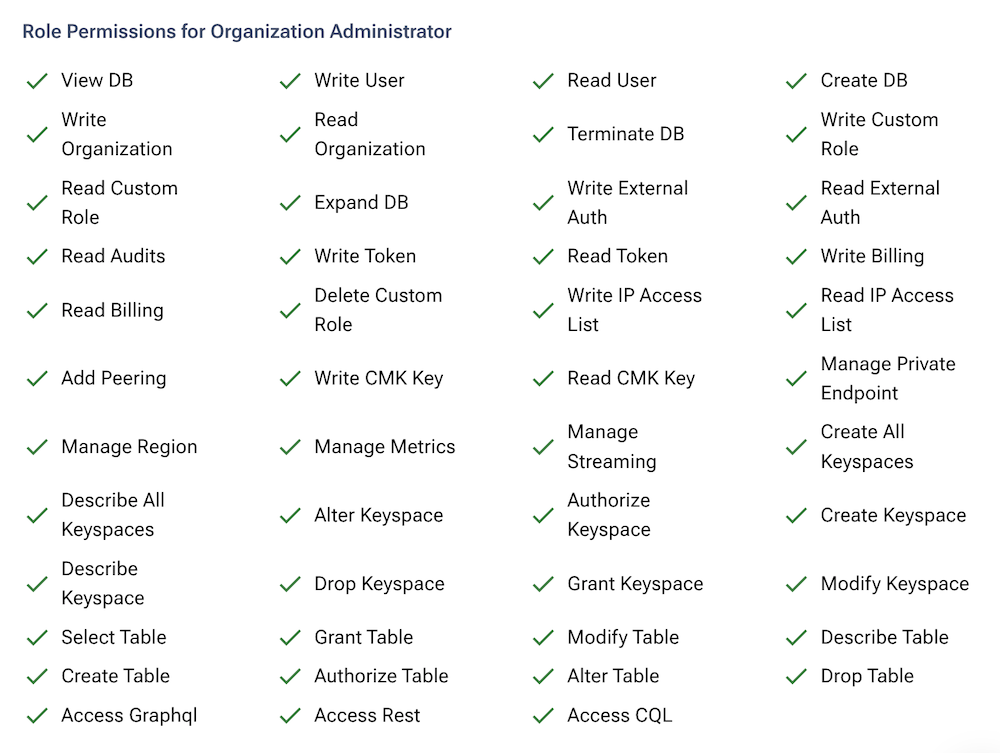 Role Permissions for Organization Administrator
View DB
Write User
Read User
Create DB
Write
Organization
Read
Organization
Terminate DB
Write Custom
Role
Read Custom
Role
Expand DB
Write External
Auth
Read External
Auth
Read Audits
Write Token
Read Token
Write Billing
Read Billing
Delete Custom
Role
Write IP Access
List
Read IP Access
List
Add Peering
Write CMK Key
Read CMK Key
Manage Private
Endpoint
Manage Region
Manage Metrics
Manage
Streaming
Create All
Keyspaces
Describe All
Keyspaces
Alter Keyspace
Authorize
Keyspace
Create Keyspace
Describe
Keyspace
Drop Keyspace
Grant Keyspace
Modify Keyspace
Select Table
Grant Table
Modify Table
Describe Table
Create Table
Authorize Table
Alter Table
Drop Table
Access Graphql
Access Rest
Access CQL